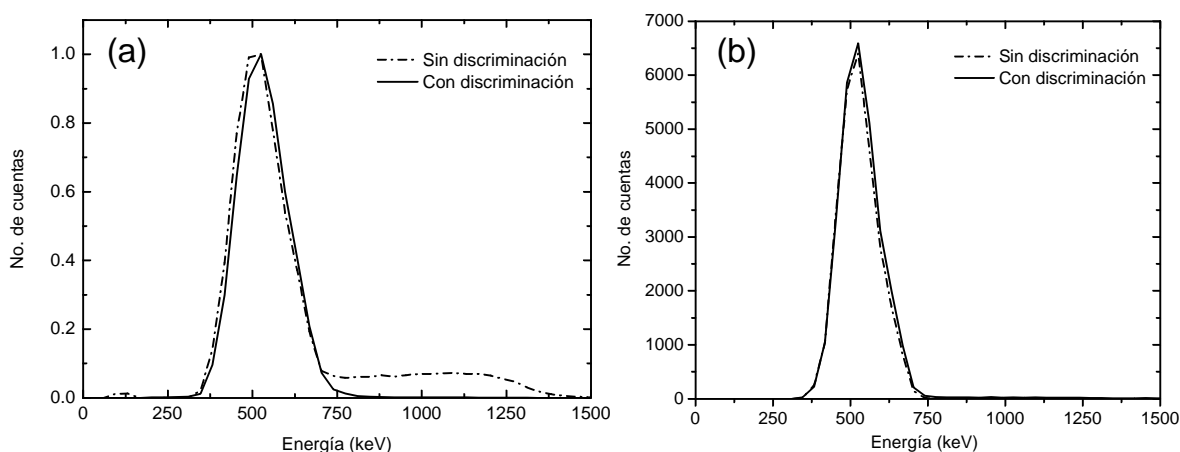 (a)
Sin discriminación
Con discriminación
1.0
0.8
0.6
0.4
0.2
0.0
No. de cuentas
0
250
500
750
1000
1250
1500
Energía (keV)
(b)
Sin discriminación
Con discriminación
7000
6000
5000
4000
3000
2000
1000
0
No. de cuentas
0
250
500
750
1000
1250
1500
Energía (keV)